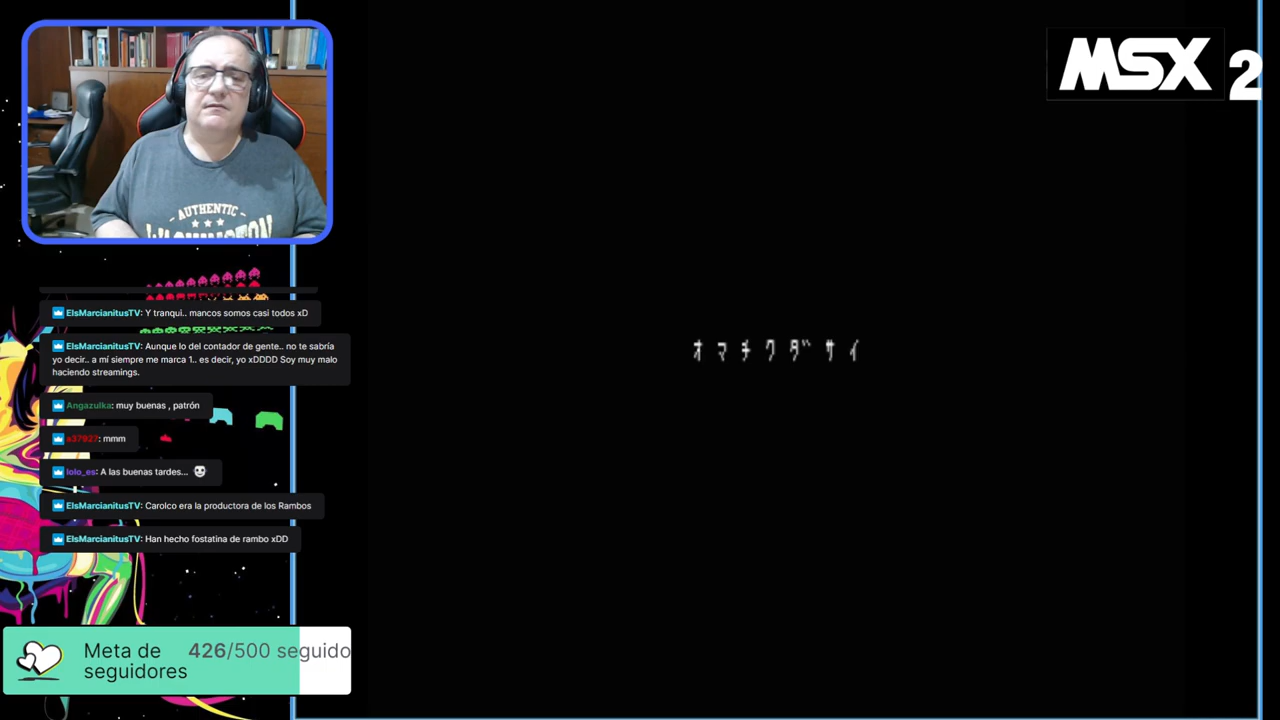 MSX 2
AUTHENTIC
WASHINGTON
ElsMarcianitusTV: Y tranqui.. mancos somos casi todos xD
ElsMarcianitusTV: Aunque lo del contador de gente.. no te sabría
yo decir.. a mí siempre me marca 1.. es decir, yo xDDDD Soy muy malo
haciendo streamings.
Angazulka: muy buenas , patrón
a37927: mmm
lolo_es: A las buenas tardes...
ElsMarcianitusTV: Carolco era la productora de los Rambos
ElsMarcianitusTV: Han hecho fostatina de rambo xDD
オマチクダサイ
Meta de
seguidores
426/500 seguido